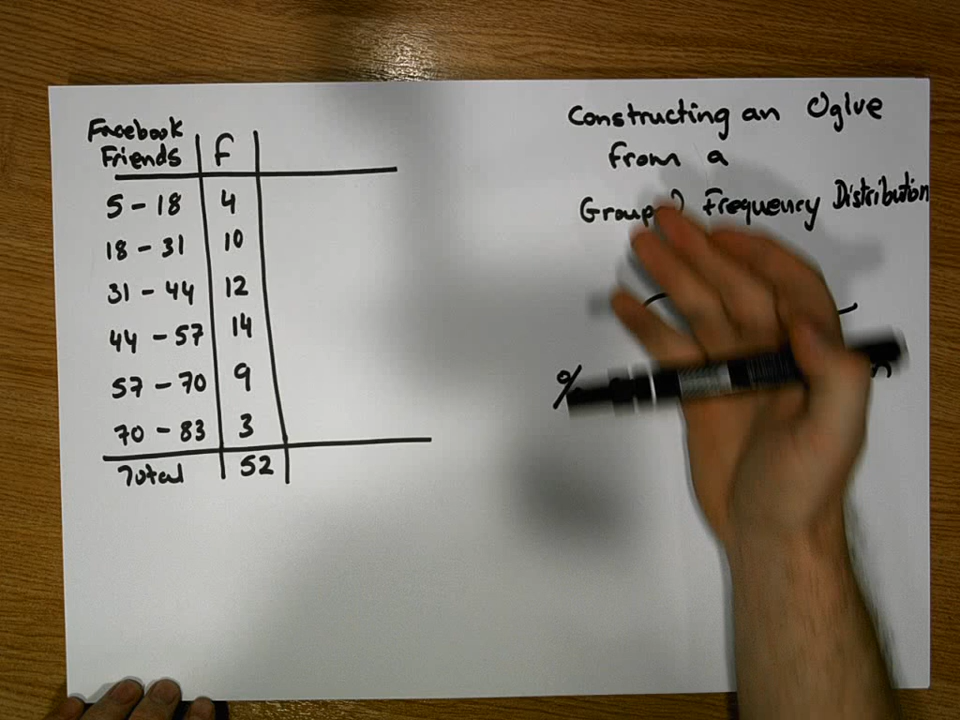 Facebook
Friends F
5 - 18 4
18 - 31 10
31 - 44 12
44 - 57 14
57 - 70 9
70 - 83 3
Total 52
Constructing an Ogive
from a
Frequency Distribution
%